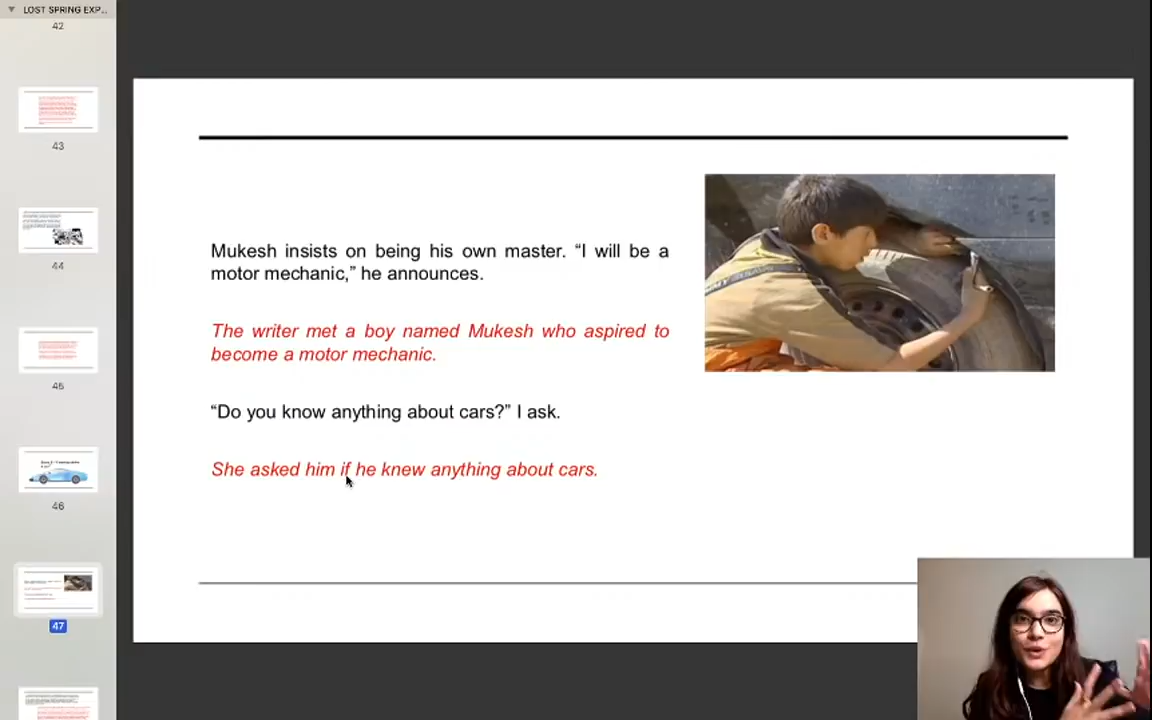 LOST SPRING EXP...
42
43
44
45
46
47
Mukesh insists on being his own master. “I will be a
motor mechanic,” he announces.
The writer met a boy named Mukesh who aspired to
become a motor mechanic.
“Do you know anything about cars?” I ask.
She asked him if he knew anything about cars.